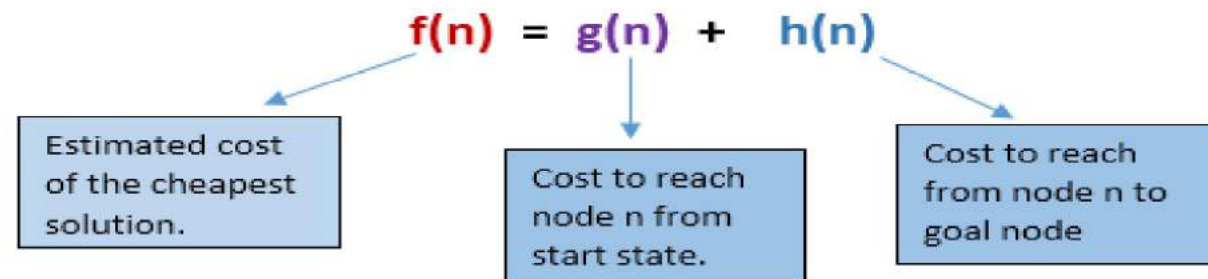 f(n) = g(n) + h(n)
Estimated cost
of the cheapest
solution.
Cost to reach
node n from
start state.
Cost to reach
from node n to
goal node